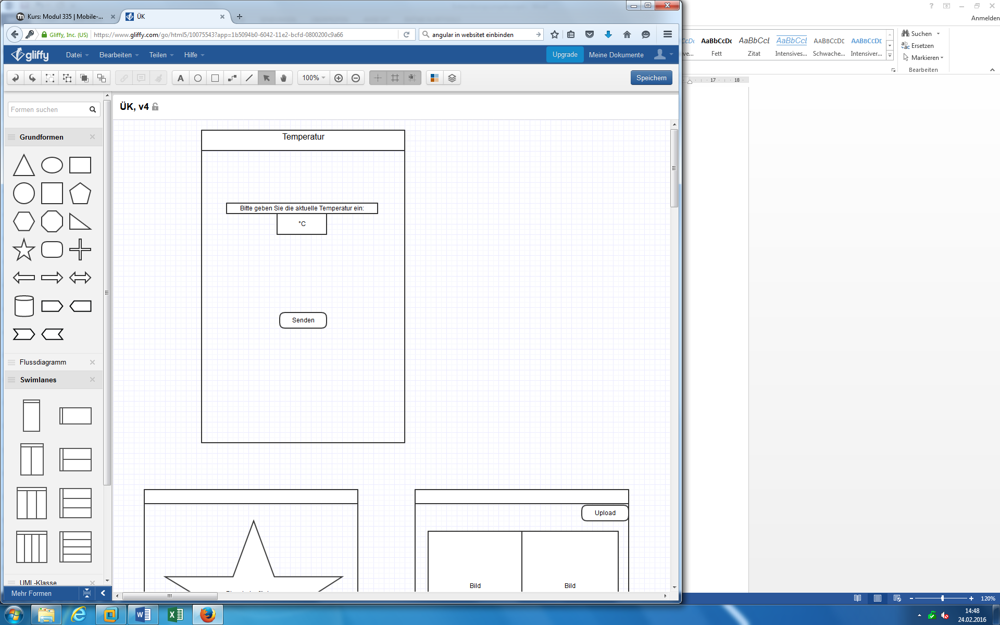 Kurs: Modul 335 | Mobile-...
ÜK
Gliffy, Inc. (US)
https://www.gliffy.com/go/html5/10075543?app=1b5094b0-6042-11e2-bcfd-0800200c9a66
angular in websitet einbinden
gliffy
Datei
Bearbeiten
Teilen
Hilfe
Upgrade
Meine Dokumente
A
100%
Speichern
Formen suchen
ÜK, v4
Grundformen
Flussdiagramm
Swimlanes
UML-Klasse
Mehr Formen
Temperatur
Bitte geben Sie die aktuelle Temperatur ein:
°C
Senden
Upload
Bild
Bild
Anmelden
AaBbCcDc
AaBbCcL
AaBbCcL
AABBCCDE
AABBCCDE
ve...
Fett
Zitat
Intensives...
Schwache...
Intensiver...
Suchen
Ersetzen
Markieren
Bearbeiten
17
18
120%
14:48
24.02.2016